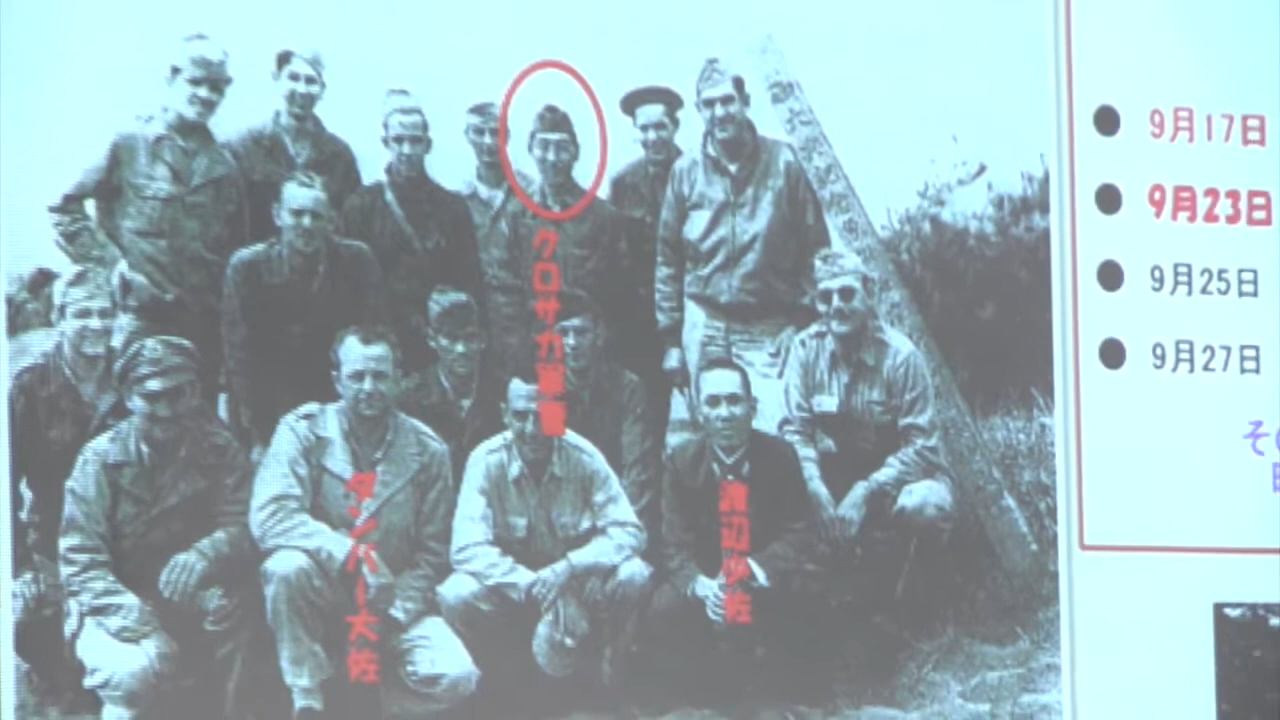 クロサカ軍曹
ダンバー大佐
渡辺少佐
9月17日
9月23日
9月25日
9月27日
そ